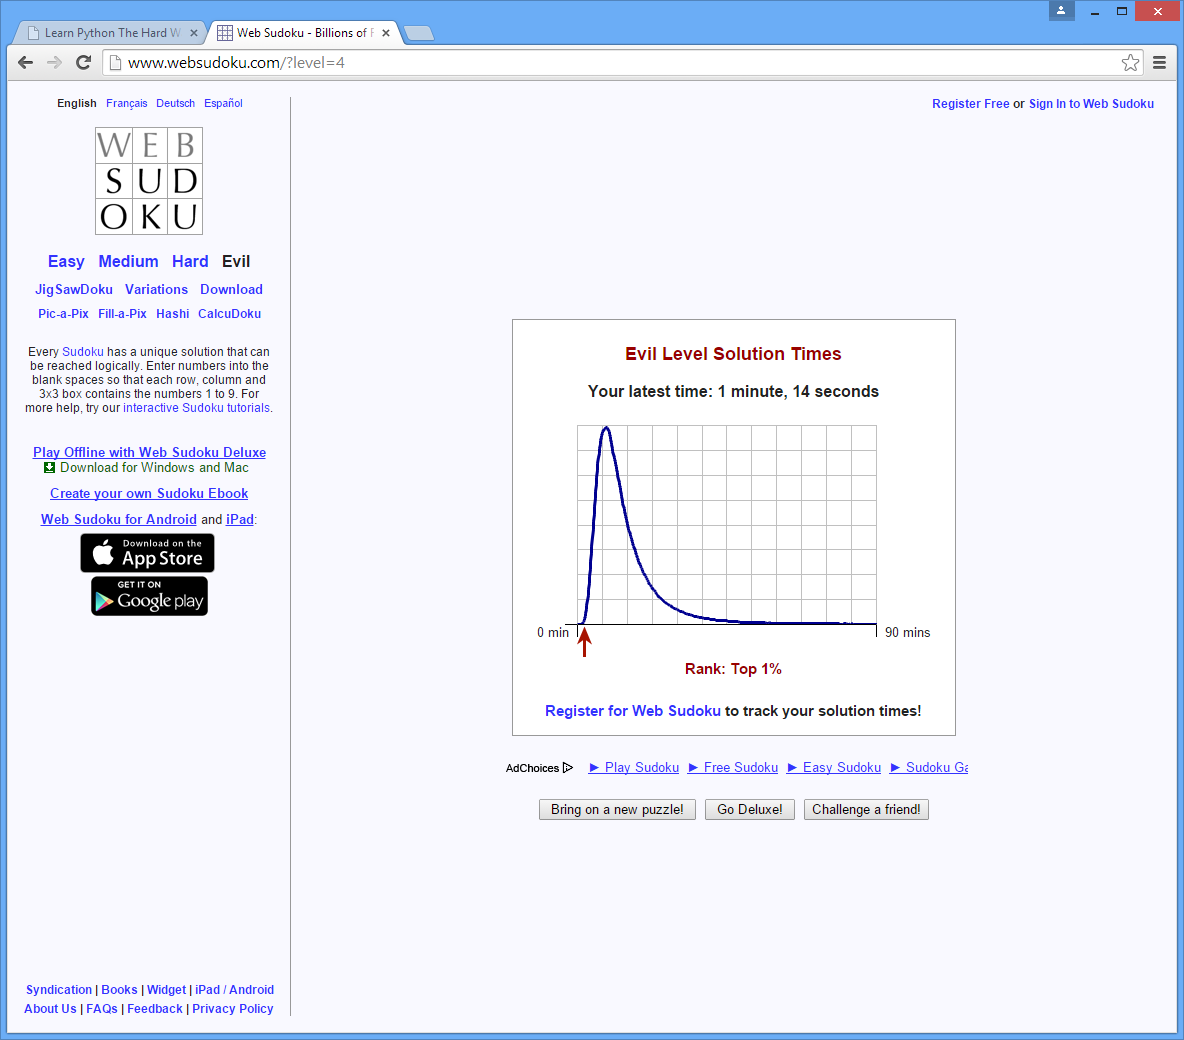 Learn Python The Hard W
Web Sudoku - Billions of F
www.websudoku.com/?level=4
English Français Deutsch Español
Register Free or Sign In to Web Sudoku
WEB
SUD
OKU
Easy Medium Hard Evil
JigSawDoku Variations Download
Pic-a-Pix Fill-a-Pix Hashi CalcuDoku
Every Sudoku has a unique solution that can
be reached logically. Enter numbers into the
blank spaces so that each row, column and
3x3 box contains the numbers 1 to 9. For
more help, try our interactive Sudoku tutorials.
Play Offline with Web Sudoku Deluxe
Download for Windows and Mac
Create your own Sudoku Ebook
Web Sudoku for Android and iPad:
Download on the
App Store
GET IT ON
Google play
Evil Level Solution Times
Your latest time: 1 minute, 14 seconds
0 min
90 mins
Rank: Top 1%
Register for Web Sudoku to track your solution times!
AdChoices ► Play Sudoku ► Free Sudoku ► Easy Sudoku ► Sudoku Ga
Bring on a new puzzle! Go Deluxe! Challenge a friend!
Syndication | Books | Widget | iPad / Android
About Us | FAQs | Feedback | Privacy Policy